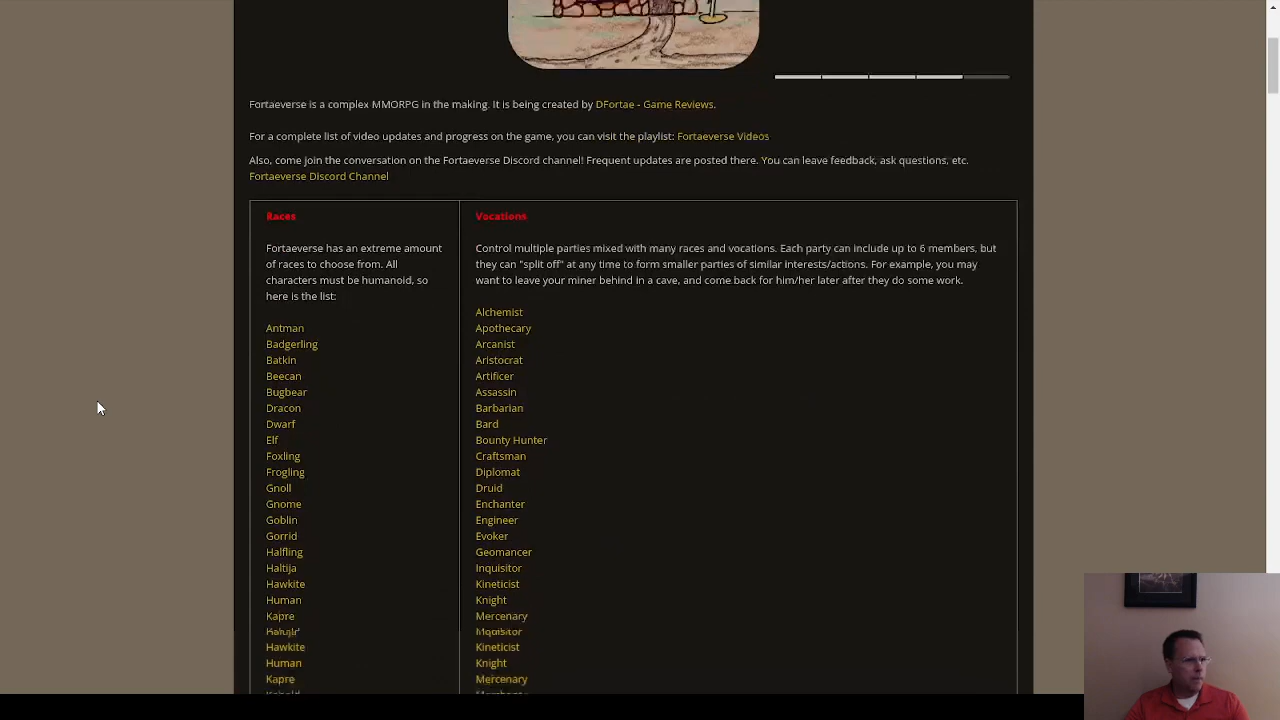 Fortaeverse is a complex MMORPG in the making. It is being created by DFortae - Game Reviews.
For a complete list of video updates and progress on the game, you can visit the playlist: Fortaeverse Videos
Also, come join the conversation on the Fortaeverse Discord channel! Frequent updates are posted there. You can leave feedback, ask questions, etc.
Fortaeverse Discord Channel
Races
Fortaeverse has an extreme amount
of races to choose from. All
characters must be humanoid, so
here is the list:
Antman
Badgerling
Batkin
Beecan
Bugbear
Dracon
Dwarf
Elf
Foxling
Frogling
Gnoll
Gnome
Goblin
Gorrid
Halfling
Haltija
Hawkite
Human
Kapre
Hawkite
Human
Kapre
Vocations
Control multiple parties mixed with many races and vocations. Each party can include up to 6 members, but
they can "split off" at any time to form smaller parties of similar interests/actions. For example, you may
want to leave your miner behind in a cave, and come back for him/her later after they do some work.
Alchemist
Apothecary
Arcanist
Aristocrat
Artificer
Assassin
Barbarian
Bard
Bounty Hunter
Craftsman
Diplomat
Druid
Enchanter
Engineer
Evoker
Geomancer
Inquisitor
Kineticist
Knight
Mercenary
Kineticist
Knight
Mercenary